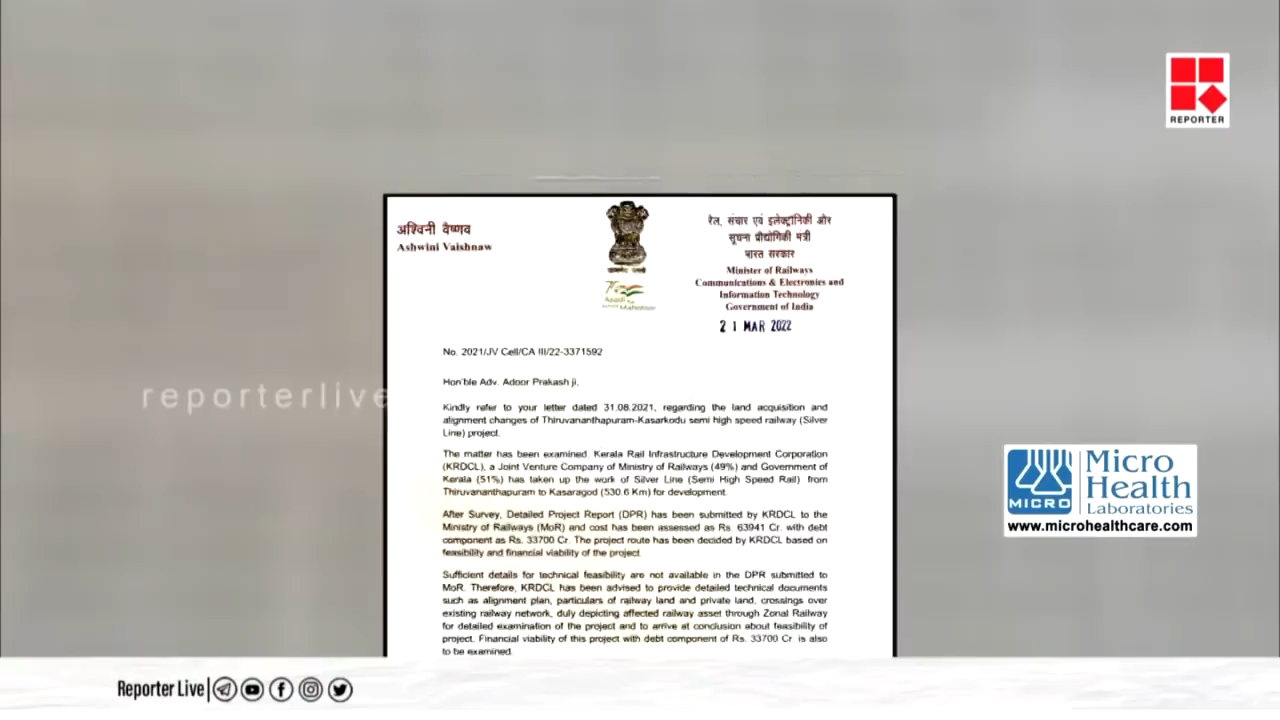 REPORTER
अश्विनी वैष्णव
Ashwini Vaishnaw
रेल, संचार एवं इलेक्ट्रॉनिकी और
सूचना प्रौद्योगिकी मंत्री
भारत सरकार
Minister of Railways
Communications & Electronics and
Information Technology
Government of India
21 MAR 2022
Azadi Ka
Amrit Mahotsav
No. 2021/JV Cell/CA III/22-3371592
Hon'ble Adv. Adoor Prakash ji,
reporterlive
Kindly refer to your letter dated 31.08.2021, regarding the land acquisition and
alignment changes of Thiruvananthapuram-Kasarkodu semi high speed railway (Silver
Line) project.
The matter has been examined. Kerala Rail Infrastructure Development Corporation
(KRDCL), a Joint Venture Company of Ministry of Railways (49%) and Government of
Kerala (51%) has taken up the work of Silver Line (Semi High Speed Rail) from
Thiruvananthapuram to Kasaragod (530.6 Km) for development.
After Survey, Detailed Project Report (DPR) has been submitted by KRDCL to the
Ministry of Railways (MoR) and cost has been assessed as Rs. 63941 Cr. with debt
component as Rs. 33700 Cr. The project route has been decided by KRDCL based on
feasibility and financial viability of the project.
Sufficient details for technical feasibility are not available in the DPR submitted to
MoR. Therefore, KRDCL has been advised to provide detailed technical documents
such as alignment plan, particulars of railway land and private land, crossings over
existing railway network, duly depicting affected railway asset through Zonal Railway
for detailed examination of the project and to arrive at conclusion about feasibility of
project. Financial viability of this project with debt component of Rs. 33700 Cr. is also
to be examined.
MICRO
Micro
Health
Laboratories
www.microhealthcare.com
Reporter Live